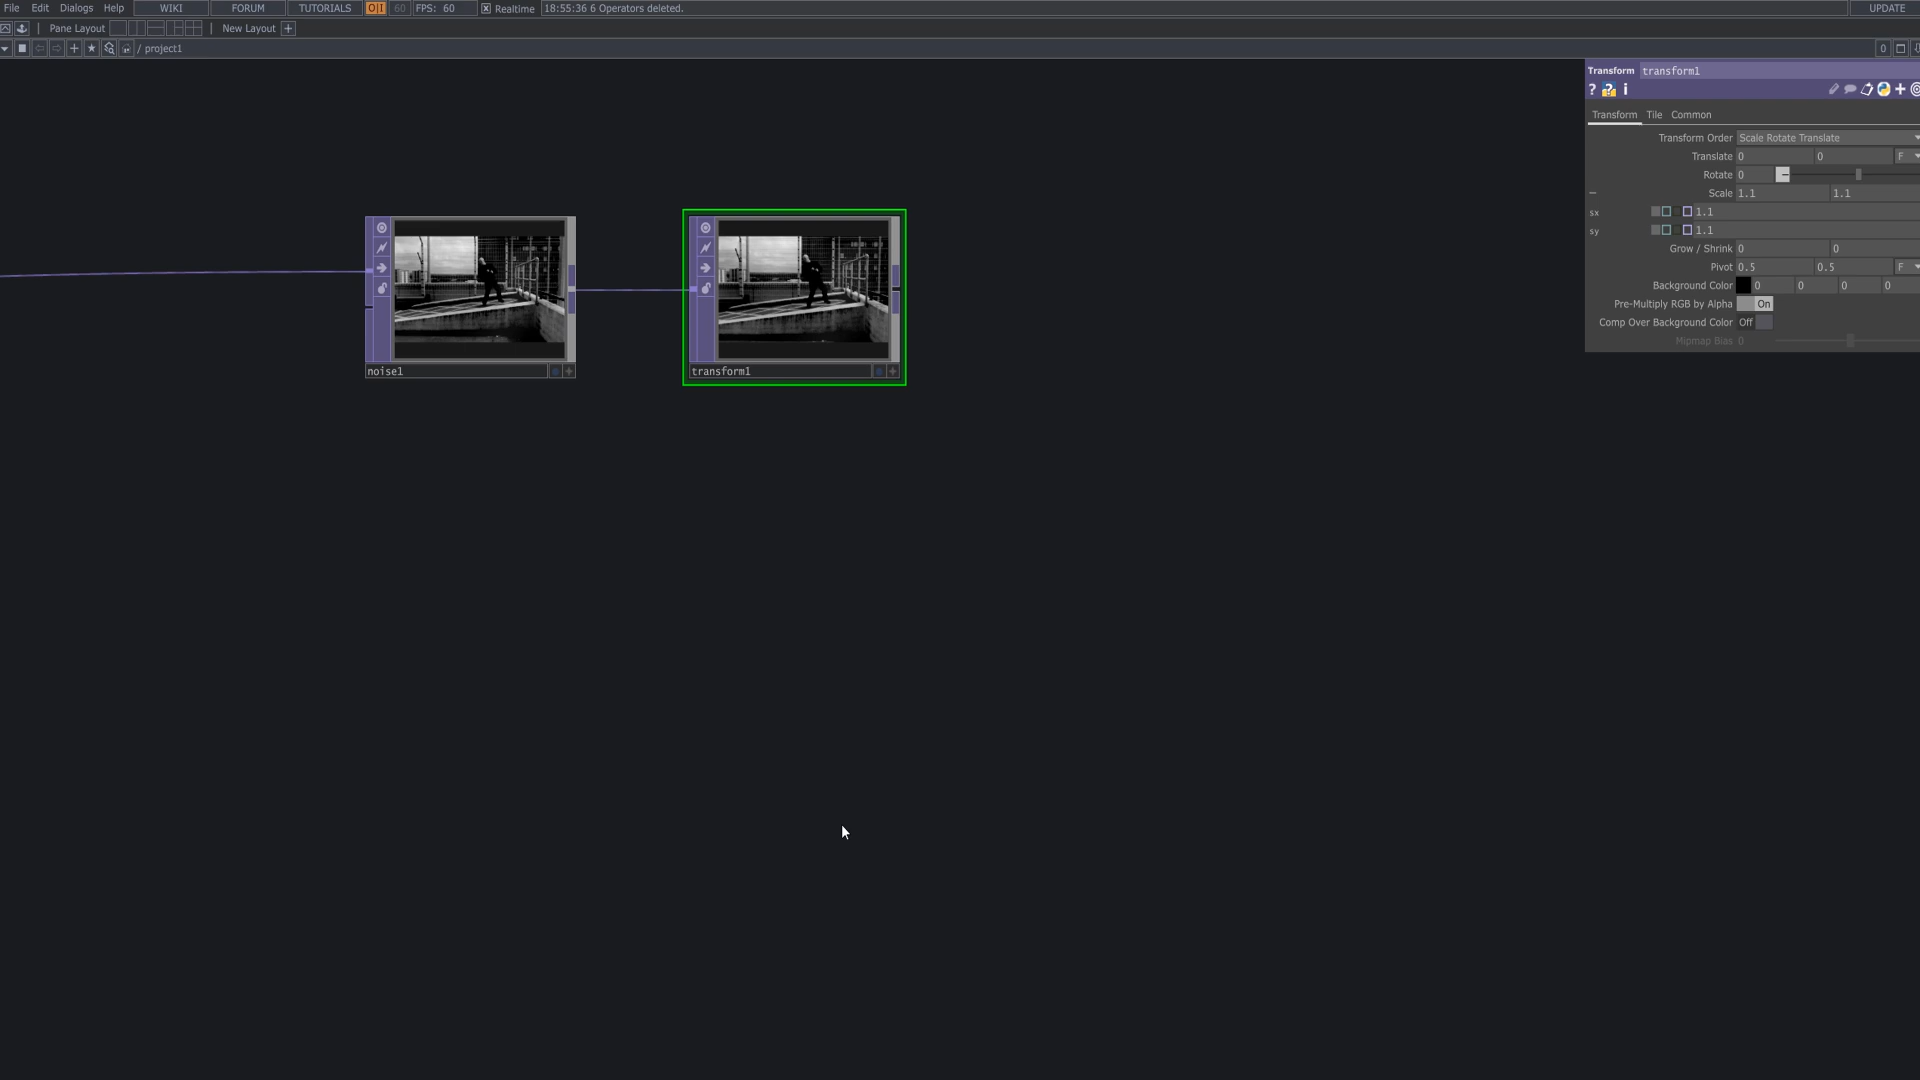 File Edit Dialogs Help WIKI FORUM TUTORIALS O|I 60 FPS: 60 Realtime 18:55:36 6 Operators deleted. UPDATE
Pane Layout New Layout +
/ project1 0
Transform transform1
? i
Transform Tile Common
Transform Order Scale Rotate Translate
Translate 0 0 F
Rotate 0
Scale 1.1 1.1
sx 1.1
sy 1.1
Grow / Shrink 0 0
Pivot 0.5 0.5 F
Background Color 0 0 0 0
Pre-Multiply RGB by Alpha On
Comp Over Background Color Off
Mipmap Bias 0
noise1
transform1